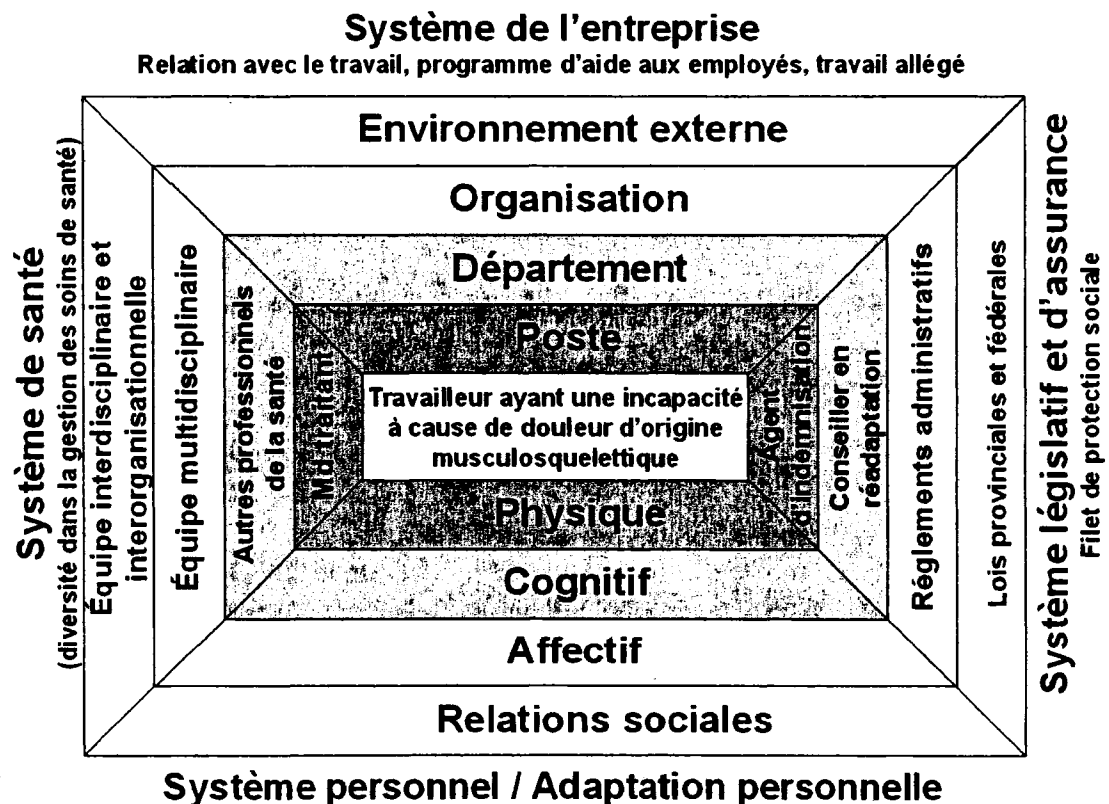 Système de l'entreprise
Relation avec le travail, programme d'aide aux employés, travail allégé
Environnement externe
Organisation
Département
Poste
Système de santé
(diversité dans la gestion des soins de santé)
Équipe interdisciplinaire et
interorganisationnelle
Équipe multidisciplinaire
Autres professionnels
de la santé
Md traitant
Travailleur ayant une incapacité
à cause de douleur d'origine
musculosquelettique
Agent
d'indemnisation
Conseiller en
réadaptation
Réglements administratifs
Lois provinciales et fédérales
Système législatif et d'assurance
Filet de protection sociale
Physique
Cognitif
Affectif
Relations sociales
Système personnel / Adaptation personnelle